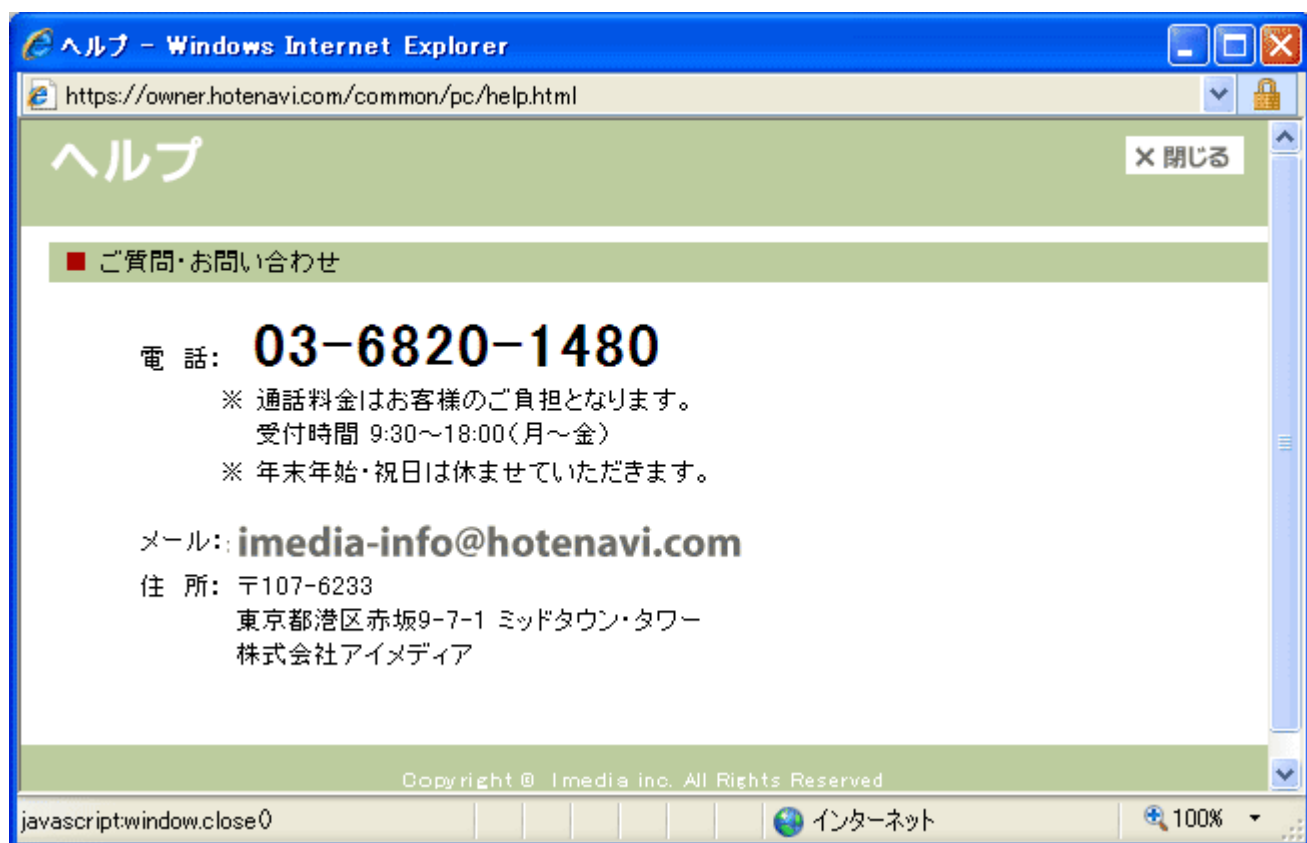 ヘルプ - Windows Internet Explorer
https://owner.hotenavi.com/common/pc/help.html
ヘルプ
× 閉じる
■ ご質問・お問い合わせ
電 話: 03-6820-1480
※ 通話料金はお客様のご負担となります。
受付時間 9:30～18:00(月～金)
※ 年末年始・祝日は休ませていただきます。
メール:: imedia-info@hotenavi.com
住 所: 〒107-6233
東京都港区赤坂9-7-1 ミッドタウン・タワー
株式会社アイメディア
Copyright © Imedia inc. All Rights Reserved
javascript:window.close() インターネット 100%